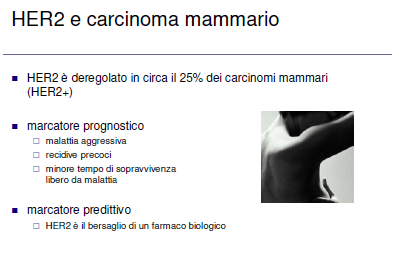 HER2 e carcinoma mammario
HER2 è deregolato in circa il 25% dei carcinomi mammari
(HER2+)
marcatore prognostico
malattia aggressiva
recidive precoci
minore tempo di sopravvivenza
libero da malattia
marcatore predittivo
HER2 è il bersaglio di un farmaco biologico